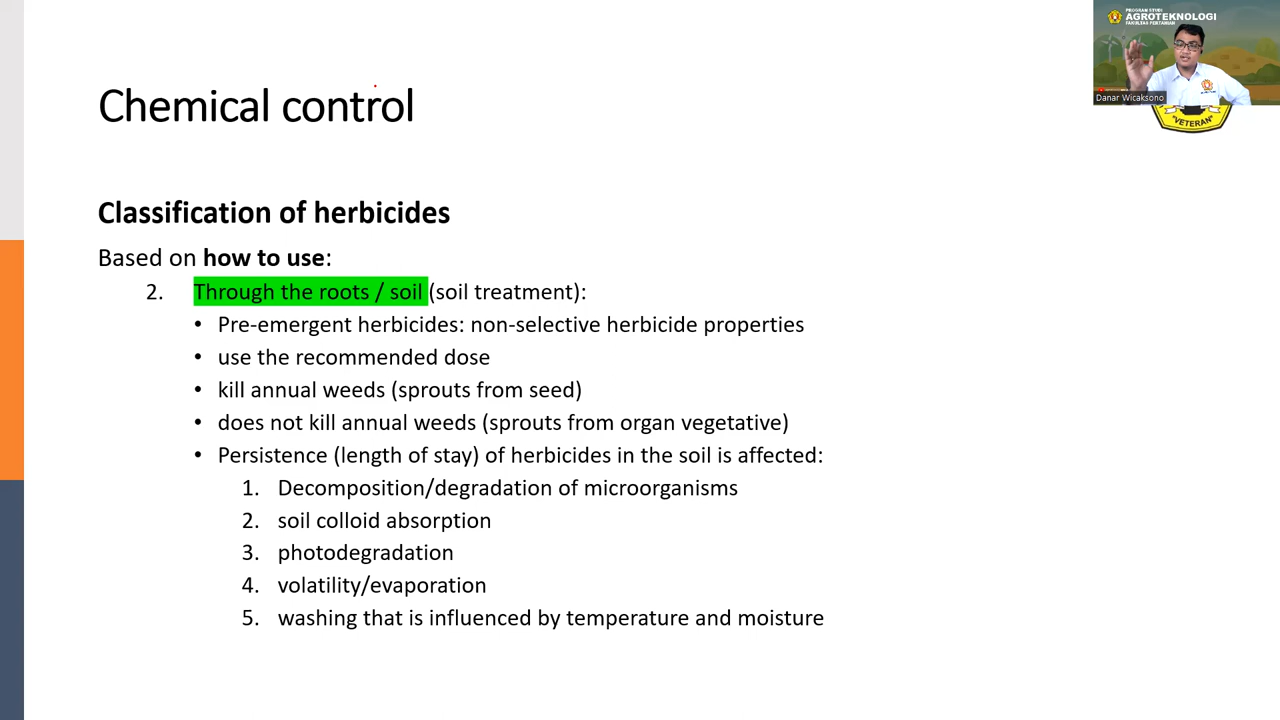 PROGRAM STUDI
AGROTEKNOLOGI
FAKULTAS PERTANIAN
Danar Wicaksono
"VETERAN"
Chemical control
Classification of herbicides
Based on how to use:
2. Through the roots / soil (soil treatment):
• Pre-emergent herbicides: non-selective herbicide properties
• use the recommended dose
• kill annual weeds (sprouts from seed)
• does not kill annual weeds (sprouts from organ vegetative)
• Persistence (length of stay) of herbicides in the soil is affected:
1. Decomposition/degradation of microorganisms
2. soil colloid absorption
3. photodegradation
4. volatility/evaporation
5. washing that is influenced by temperature and moisture